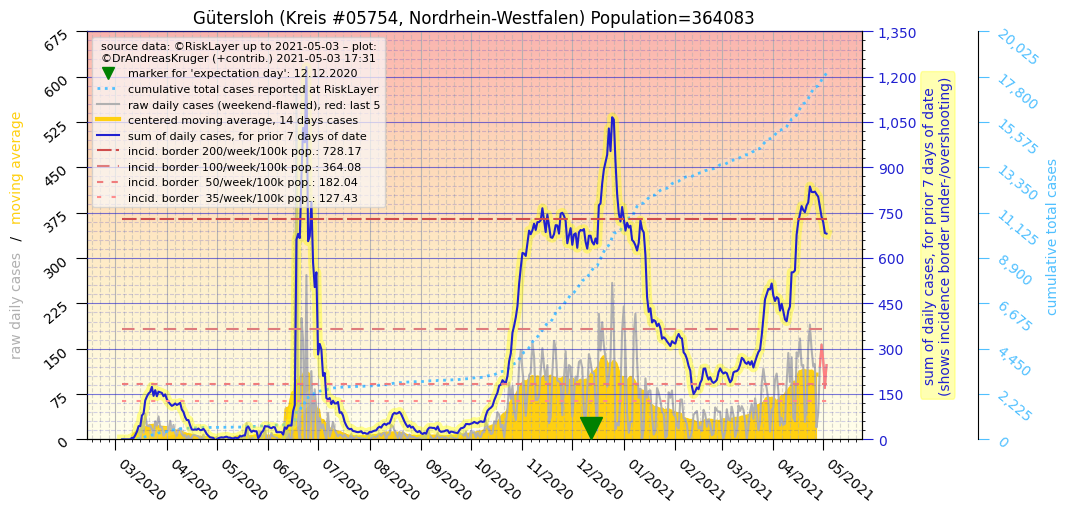 Gütersloh (Kreis #05754, Nordrhein-Westfalen) Population=364083
source data: ©RiskLayer up to 2021-05-03 – plot:
©DrAndreasKruger (+contrib.) 2021-05-03 17:31
marker for 'expectation day': 12.12.2020
cumulative total cases reported at RiskLayer
raw daily cases (weekend-flawed), red: last 5
centered moving average, 14 days cases
sum of daily cases, for prior 7 days of date
incid. border 200/week/100k pop.: 728.17
incid. border 100/week/100k pop.: 364.08
incid. border  50/week/100k pop.: 182.04
incid. border  35/week/100k pop.: 127.43
raw daily cases / moving average
675
600
525
450
375
300
225
150
75
0
03/2020
04/2020
05/2020
06/2020
07/2020
08/2020
09/2020
10/2020
11/2020
12/2020
01/2021
02/2021
03/2021
04/2021
05/2021
1,350
1,200
1,050
900
750
600
450
300
150
0
sum of daily cases, for prior 7 days of date
(shows incidence border under-/overshooting)
20,025
17,800
15,575
13,350
11,125
8,900
6,675
4,450
2,225
0
cumulative total cases